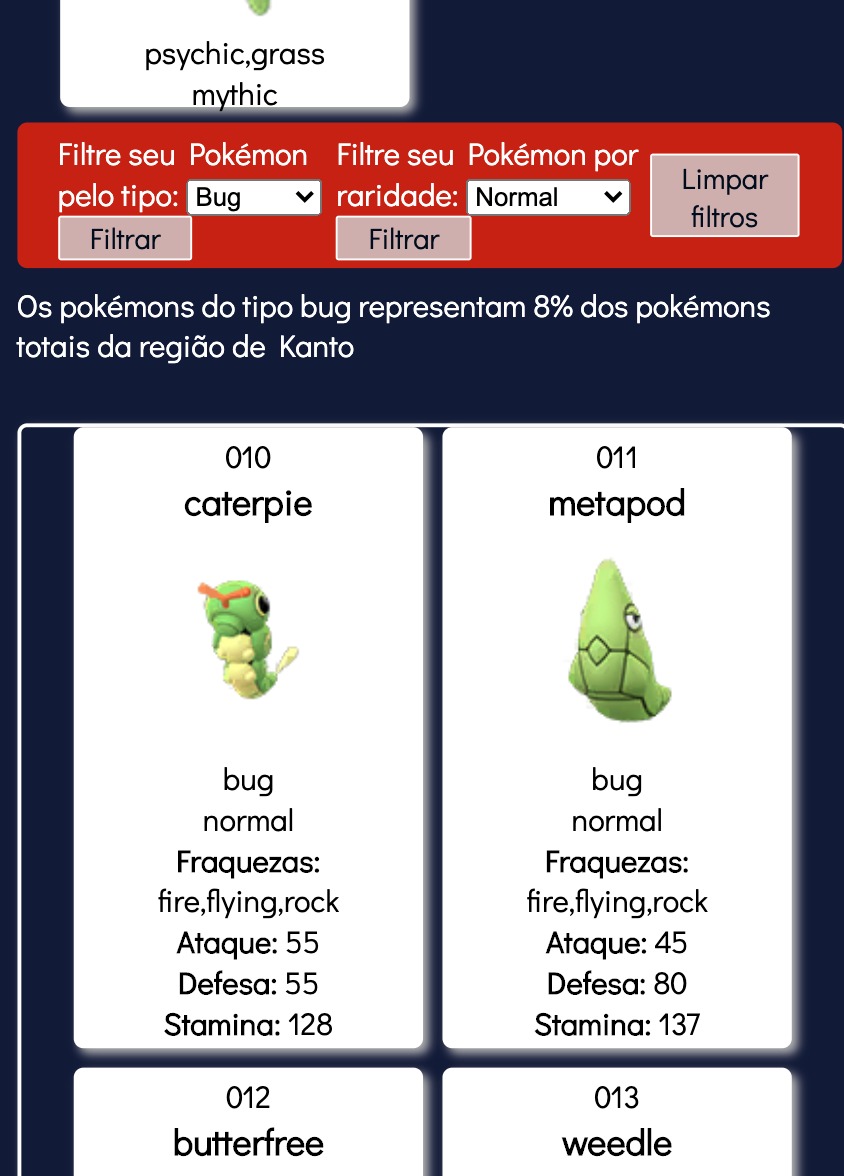 psychic,grass
mythic
Filtre seu Pokémon
pelo tipo: Bug
Filtrar
Filtre seu Pokémon por
raridade: Normal
Filtrar
Limpar
filtros
Os pokémons do tipo bug representam 8% dos pokémons
totais da região de Kanto
010
caterpie
bug
normal
Fraquezas:
fire,flying,rock
Ataque: 55
Defesa: 55
Stamina: 128
011
metapod
bug
normal
Fraquezas:
fire,flying,rock
Ataque: 45
Defesa: 80
Stamina: 137
012
butterfree
013
weedle